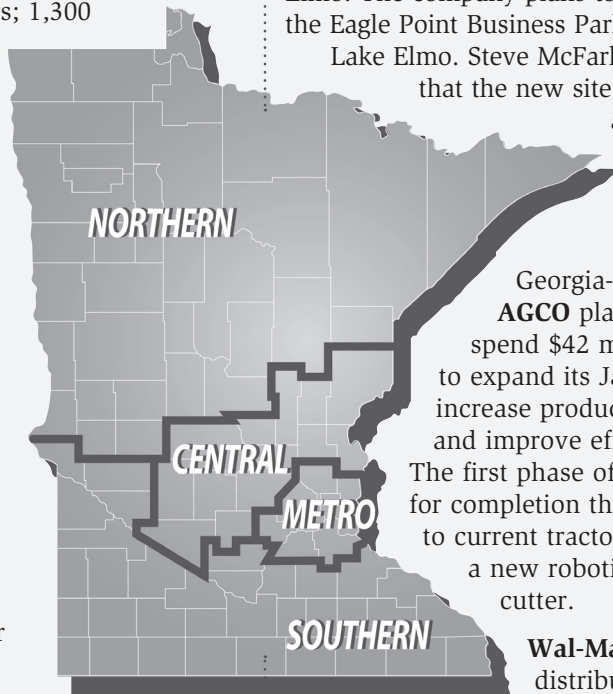 s; 1,300
the Eagle Point Business Par
Lake Elmo. Steve McFarl
that the new site
NORTHERN
Georgia-
AGCO pla
spend $42 m
to expand its Ja
increase produc
and improve eff
The first phase of
for completion th
to current tracto
a new roboti
cutter.
CENTRAL
METRO
SOUTHERN
r
Wal-Ma
distribu